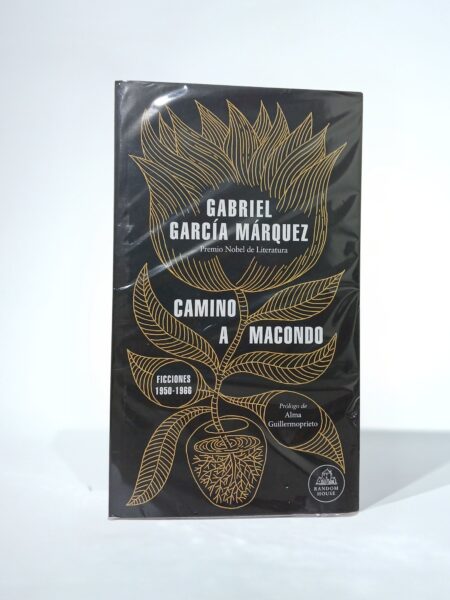 GABRIEL
GARCÍA MÁRQUEZ
Premio Nobel de Literatura
CAMINO
A MACONDO
FICCIONES
1950-1966
Prólogo de
Alma
Guillermoprieto
RANDOM
HOUSE